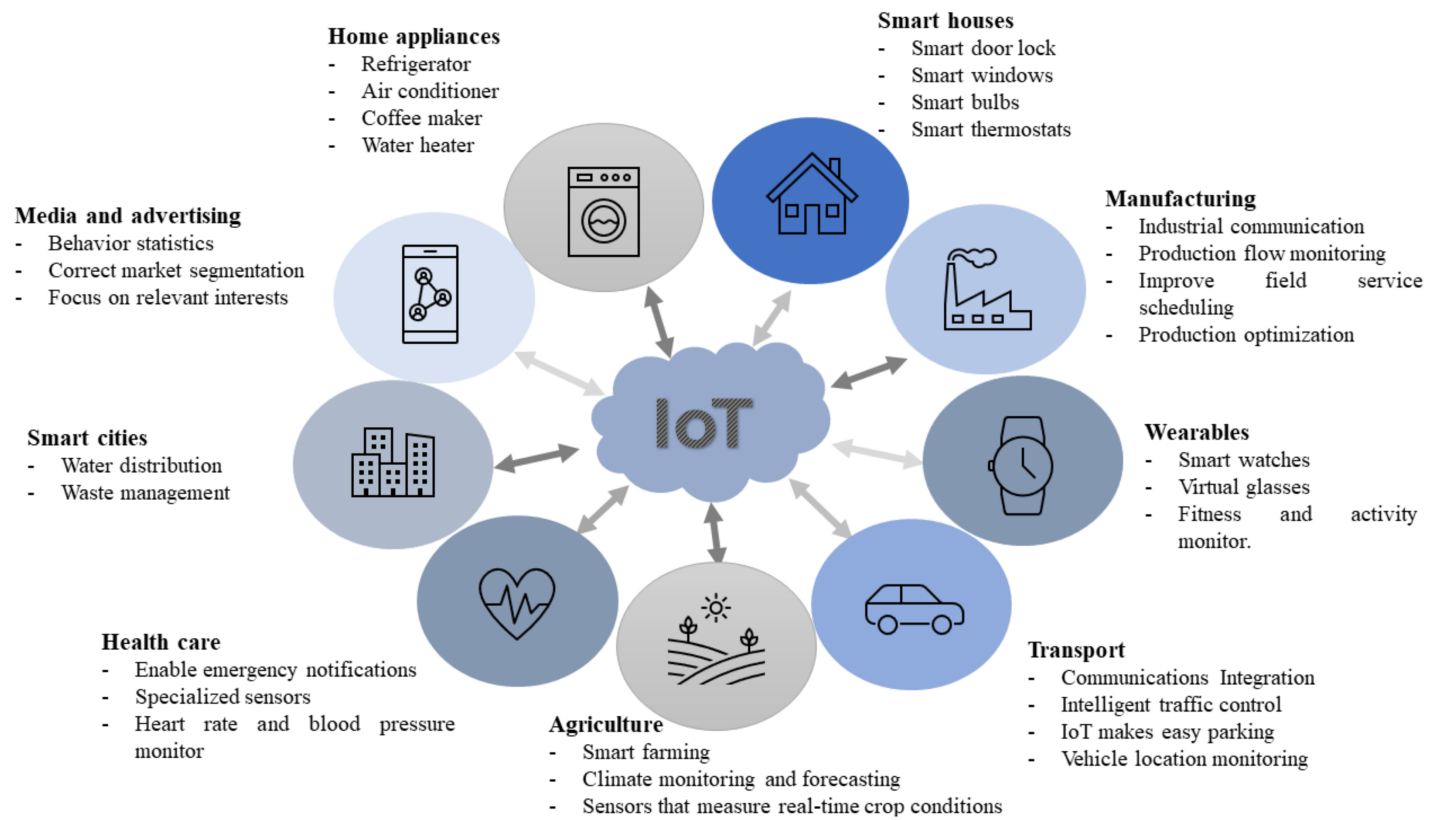 Smart houses
- Smart door lock
- Smart windows
- Smart bulbs
- Smart thermostats
Home appliances
- Refrigerator
- Air conditioner
- Coffee maker
- Water heater
Manufacturing
- Industrial communication
- Production flow monitoring
- Improve field service
scheduling
- Production optimization
Media and advertising
- Behavior statistics
- Correct market segmentation
- Focus on relevant interests
IoT
Smart cities
- Water distribution
- Waste management
Wearables
- Smart watches
- Virtual glasses
- Fitness and activity
monitor.
Health care
- Enable emergency notifications
- Specialized sensors
- Heart rate and blood pressure
monitor
Transport
- Communications Integration
- Intelligent traffic control
- IoT makes easy parking
- Vehicle location monitoring
Agriculture
- Smart farming
- Climate monitoring and forecasting
- Sensors that measure real-time crop conditions